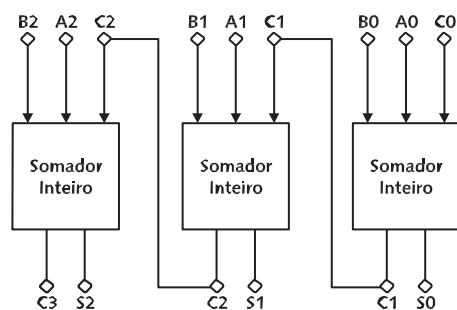 B2 A2 C2 B1 A1 C1 B0 A0 C0
Somador Somador Somador
Inteiro Inteiro Inteiro
C3 S2 C2 S1 C1 S0